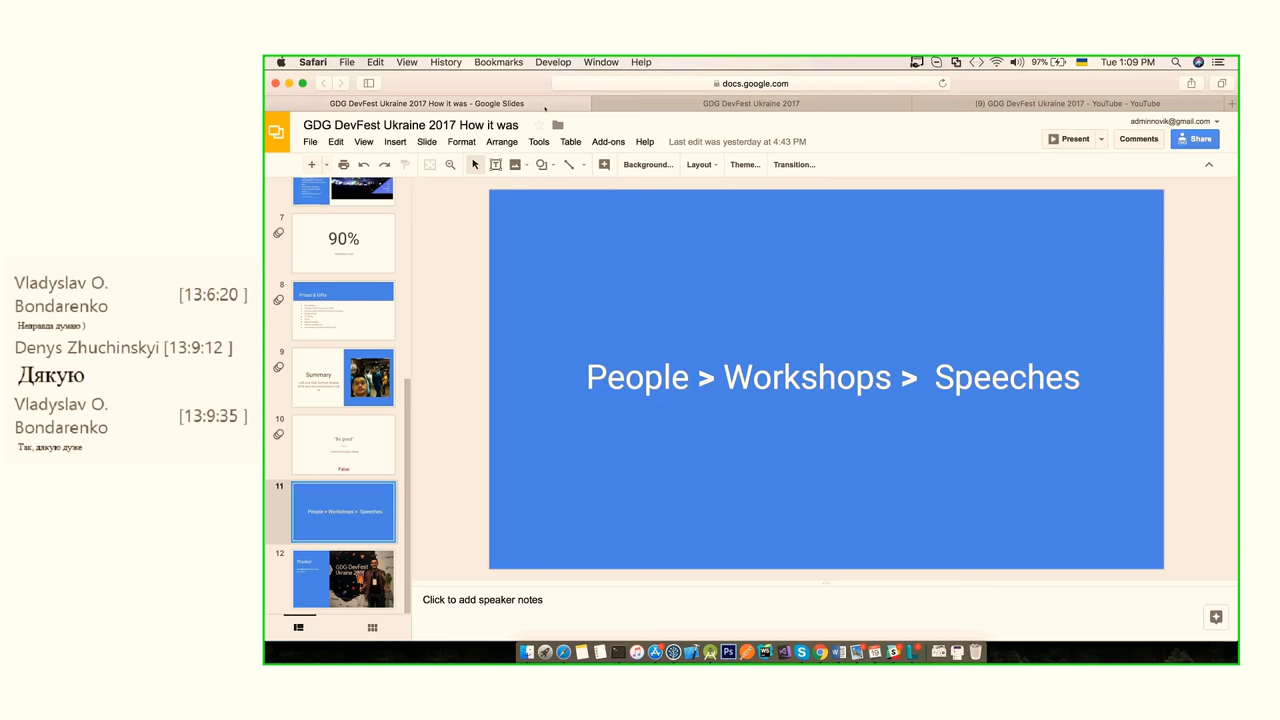 Safari File Edit View History Bookmarks Develop Window Help 97% Tue 1:09 PM
docs.google.com
GDG DevFest Ukraine 2017 How it was - Google Slides GDG DevFest Ukraine 2017 (9) GDG DevFest Ukraine 2017 - YouTube - YouTube
GDG DevFest Ukraine 2017 How it was
adminnovik@gmail.com
File Edit View Insert Slide Format Arrange Tools Table Add-ons Help Last edit was yesterday at 4:43 PM
Present Comments Share
Background... Layout Theme... Transition...
7
90%
8
Prizes & Gifts
9
Summary
10
"Be good"
False
11
People > Workshops > Speeches
12
Thanks!
GDG DevFest
Ukraine 2017
People > Workshops > Speeches
Click to add speaker notes
Vladyslav O.
Bondarenko [13:6:20 ]
Неправда думаю )
Denys Zhuchinskyi [13:9:12 ]
Дякую
Vladyslav O.
Bondarenko [13:9:35 ]
Так, дякую дуже